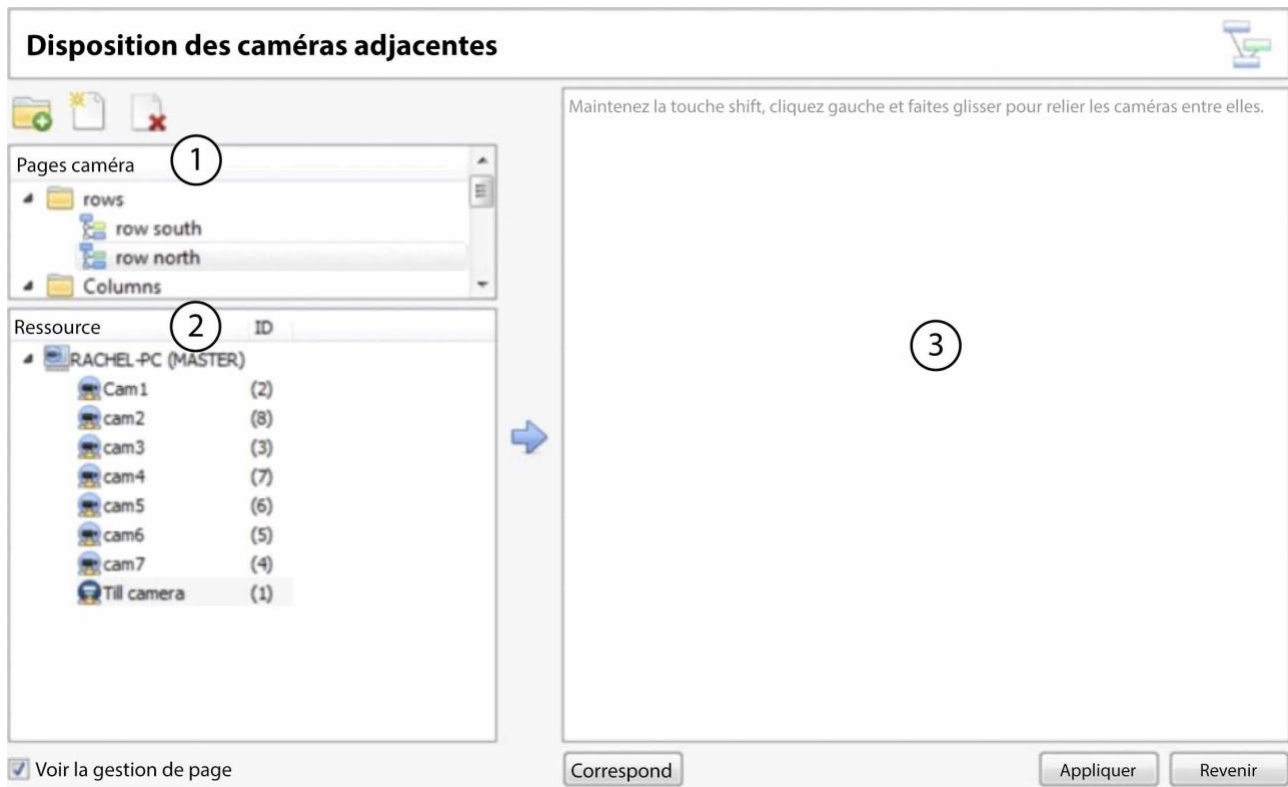 Disposition des caméras adjacentes
Maintenez la touche shift, cliquez gauche et faites glisser pour relier les caméras entre elles.
Pages caméra 1
rows
row south
row north
Columns
Ressource 2 ID
RACHEL-PC (MASTER)
Cam1 (2)
cam2 (8)
cam3 (3)
cam4 (7)
cam5 (6)
cam6 (5)
cam7 (4)
Till camera (1)
3
Voir la gestion de page
Correspond
Appliquer
Revenir